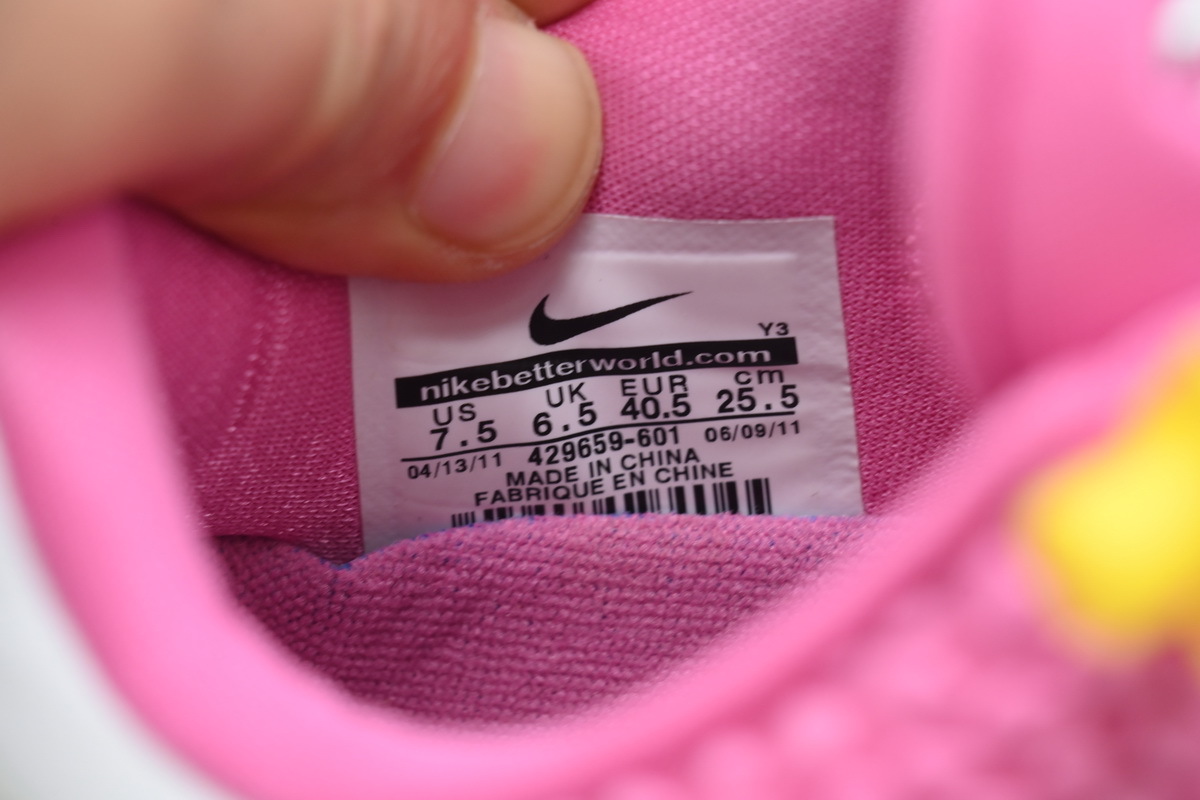 Y3
nikebetterworld.com
US UK EUR cm
7.5 6.5 40.5 25.5
04/13/11 429659-601 06/09/11
MADE IN CHINA
FABRIQUE EN CHINE